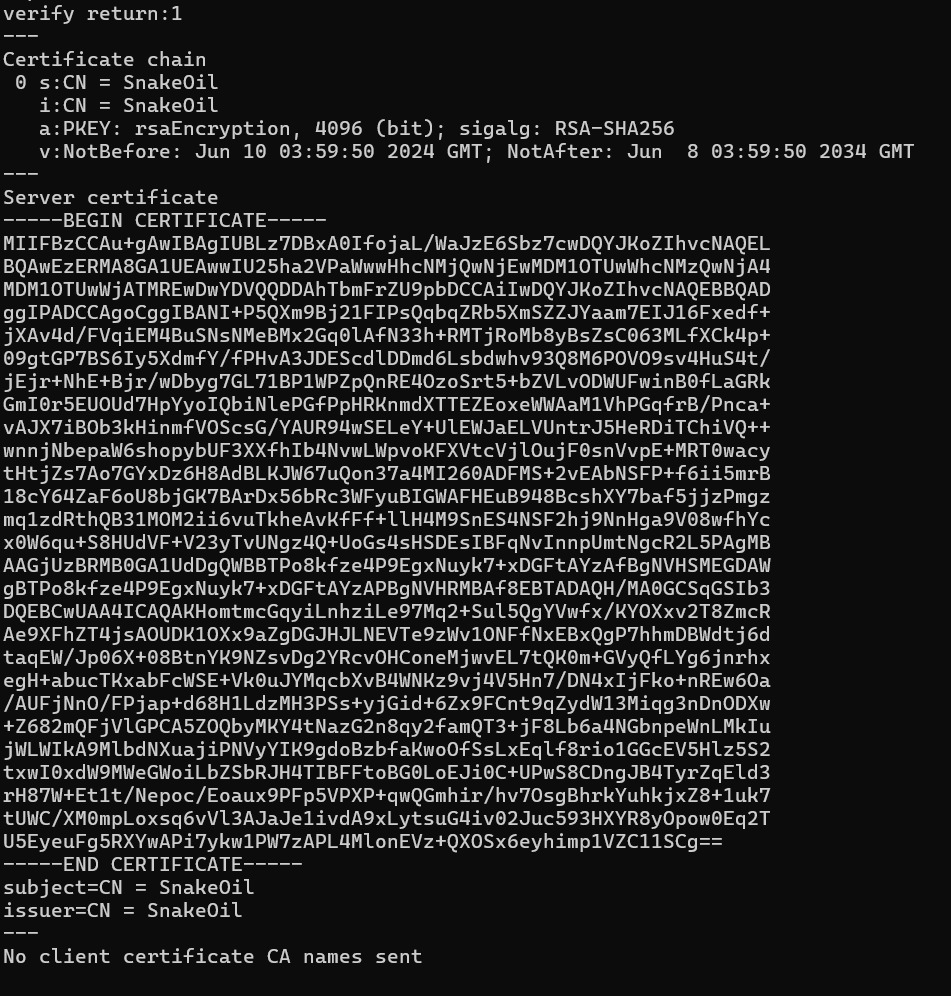 verify return:1
---
Certificate chain
 0 s:CN = SnakeOil
   i:CN = SnakeOil
   a:PKEY: rsaEncryption, 4096 (bit); sigalg: RSA-SHA256
   v:NotBefore: Jun 10 03:59:50 2024 GMT; NotAfter: Jun  8 03:59:50 2034 GMT
---
Server certificate
-----BEGIN CERTIFICATE-----
MIIFBzCCAu+gAwIBAgIUBLz7DBxA0IfojaL/WaJzE6Sbz7cwDQYJKoZIhvcNAQEL
BQAwEzERMA8GA1UEAwwIU25ha2VPaWwwHhcNMjQwNjEwMDM1OTUwWhcNMzQwNjA4
MDM1OTUwWjATMREwDwYDVQQDDAhTbmFrZU9pbDCCAiIwDQYJKoZIhvcNAQEBBQAD
ggIPADCCAgoCggIBANI+P5QXm9Bj21FIPsQqbqZRb5XmSZZJYaam7EIJ16Fxedf+
jXAv4d/FVqiEM4BuSNsNMeBMx2Gq0lAfN33h+RMTjRoMb8yBsZsC063MLfXCk4p+
09gtGP7BS6Iy5XdmfY/fPHvA3JDEScdlDDmd6Lsbdwhv93Q8M6POVO9sv4HuS4t/
jEjr+NhE+Bjr/wDbyg7GL71BP1WPZpQnRE4OzoSrt5+bZVLvODWUFwinB0fLaGRk
GmI0r5EUOUd7HpYyoIQbiNlePGfPpHRKnmdXTTEZEoxeWWAaM1VhPGqfrB/Pnca+
vAJX7iBOb3kHinmfVOScsG/YAUR94wSELeY+UlEWJaELVUntrJ5HeRDiTChiVQ++
wnnjNbepaW6shopybUF3XXfhIb4NvwLWpvoKFXVtcVjlOujF0snVvpE+MRT0wacy
tHtjZs7Ao7GYxDz6H8AdBLKJW67uQon37a4MI260ADFMS+2vEAbNSFP+f6ii5mrB
18cY64ZaF6oU8bjGK7BArDx56bRc3WFyuBIGWAFHEuB948BcshXY7baf5jjzPmgz
mq1zdRthQB31MOM2ii6vuTkheAvKfFf+llH4M9SnES4NSF2hj9NnHga9V08wfhYc
x0W6qu+S8HUdVF+V23yTvUNgz4Q+UoGs4sHSDEsIBFqNvInnpUmtNgcR2L5PAgMB
AAGjUzBRMB0GA1UdDgQWBBTPo8kfze4P9EgxNuyk7+xDGFtAYzAfBgNVHSMEGDAW
gBTPo8kfze4P9EgxNuyk7+xDGFtAYzAPBgNVHRMBAf8EBTADAQH/MA0GCSqGSIb3
DQEBCwUAA4ICAQAKHomtmcGqyiLnhziLe97Mq2+Sul5QgYVwfx/KYOXxv2T8ZmcR
Ae9XFhZT4jsAOUDK1OXx9aZgDGJHJLNEVTe9zWv1ONFfNxEBxQgP7hhmDBWdtj6d
taqEW/Jp06X+08BtnYK9NZsvDg2YRcvOHConeMjwvEL7tQK0m+GVyQfLYg6jnrhx
egH+abucTKxabFcWSE+Vk0uJYMqcbXvB4WNKz9vj4V5Hn7/DN4xIjFko+nREw6Oa
/AUFjNnO/FPjap+d68H1LdzMH3PSs+yjGid+6Zx9FCnt9qZydW13Miqg3nDnODXw
+Z682mQFjVlGPCA5ZOQbyMKY4tNazG2n8qy2famQT3+jF8Lb6a4NGbnpeWnLMkIu
jWLWIkA9MlbdNXuajiPNVyYIK9gdoBzbfaKwoOfSsLxEqlf8rio1GGcEV5Hlz5S2
txwI0xdW9MWeGWoiLbZSbRJH4TIBFFtoBG0LoEJi0C+UPwS8CDngJB4TyrZqEld3
rH87W+Et1t/Nepoc/Eoaux9PFp5VPXP+qwQGmhir/hv7OsgBhrkYuhkjxZ8+1uk7
tUWC/XM0mpLoxsq6vVl3AJaJe1ivdA9xLytsuG4iv02Juc593HXYR8yOpow0Eq2T
U5EyeuFg5RXYwAPi7ykw1PW7zAPL4MlonEVz+QXOSx6eyhimp1VZC11SCg==
-----END CERTIFICATE-----
subject=CN = SnakeOil
issuer=CN = SnakeOil
---
No client certificate CA names sent